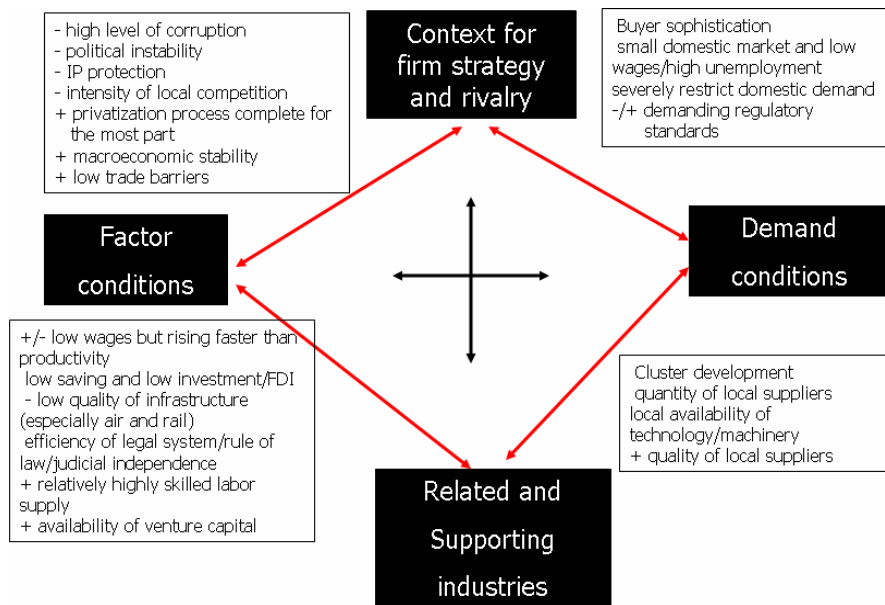 - high level of corruption
- political instability
- IP protection
- intensity of local competition
+ privatization process complete for
the most part
+ macroeconomic stability
+ low trade barriers
Context for
firm strategy
and rivalry
Buyer sophistication
small domestic market and low
wages/high unemployment
severely restrict domestic demand
-/+ demanding regulatory
standards
Factor
conditions
Demand
conditions
+/- low wages but rising faster than
productivity
low saving and low investment/FDI
- low quality of infrastructure
(especially air and rail)
efficiency of legal system/rule of
law/judicial independence
+ relatively highly skilled labor
supply
+ availability of venture capital
Cluster development
quantity of local suppliers
local availability of
technology/machinery
+ quality of local suppliers
Related and
Supporting
industries